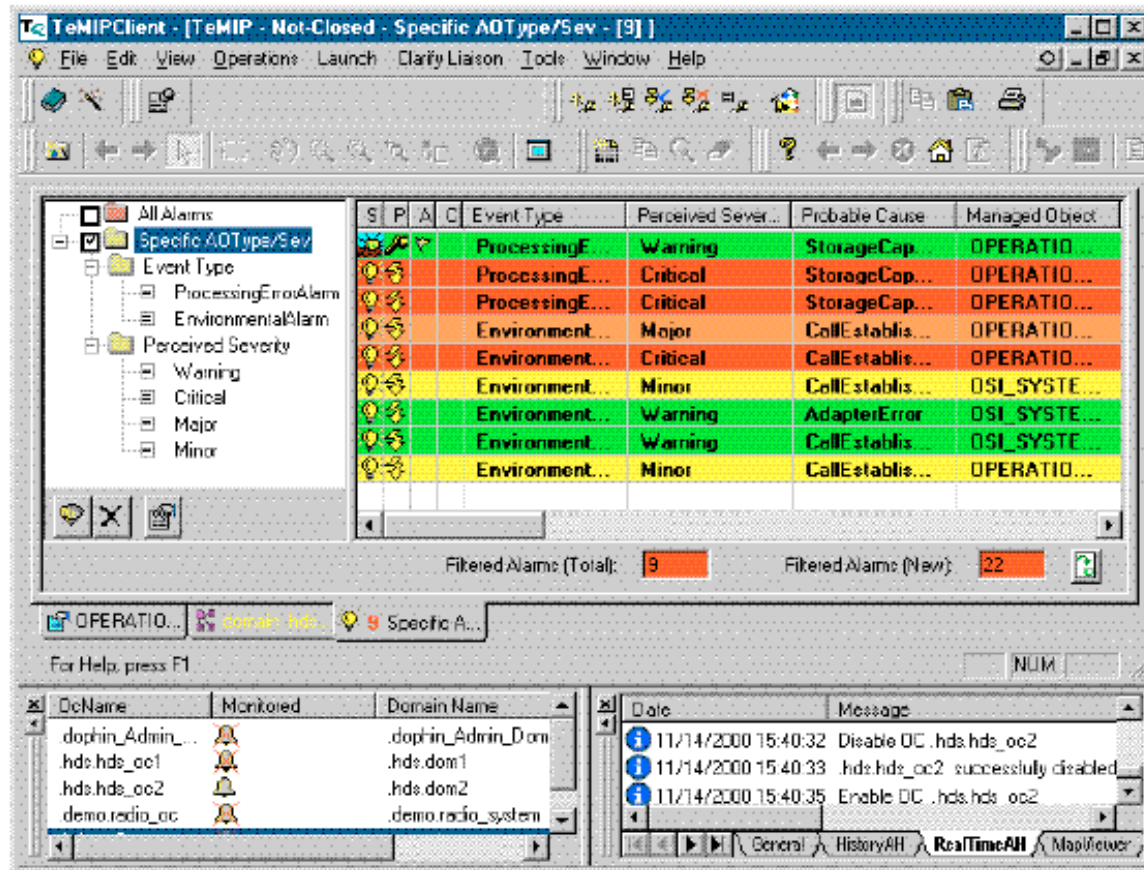 TeMIPClient - [TeMIP - Not-Closed - Specific AOType/Sev - [9] ]
File Edit View Operations Launch Clarify Liaison Tools Window Help
All Alarms
Specific AOType/Sev
Event Type
ProcessingErrorAlarm
EnvironmentalAlarm
Perceived Severity
Warning
Critical
Major
Minor
S P A C Event Type Perceived Sever... Probable Cause Managed Object
ProcessingE... Warning StorageCap... OPERATIO...
ProcessingE... Critical StorageCap... OPERATIO...
ProcessingE... Critical StorageCap... OPERATIO...
Environment... Major CallEstablis... OPERATIO...
Environment... Critical CallEstablis... OPERATIO...
Environment... Minor CallEstablis... OSI_SYSTE...
Environment... Warning AdapterError OSI_SYSTE...
Environment... Warning CallEstablis... OSI_SYSTE...
Environment... Minor CallEstablis... OPERATIO...
Filtered Alarms (Total): 9 Filtered Alarms (New): 22
OPERATIO... domain hds... 9 Specific A...
For Help, press F1 NUM
OcName Monitored Domain Name
.dophin_Admin_... .dophin_Admin_Dom
.hds.hds_oc1 .hds.dom1
.hds.hds_oc2 .hds.dom2
.demo.radio_oc .demo.radio_system
Date Message
11/14/2000 15:40:32 Disable OC .hds.hds_oc2
11/14/2000 15:40:33 .hds.hds_oc2 successfully disabled
11/14/2000 15:40:35 Enable OC .hds.hds_oc2
General HistoryAH RealTimeAH MapViewer